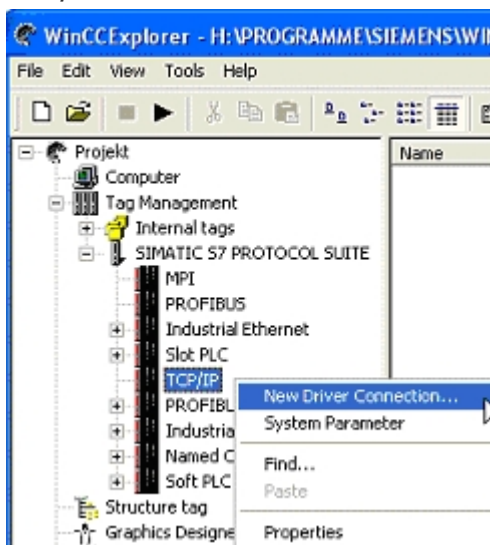 WinCCExplorer - H:\PROGRAMME\SIEMENS\WI
File Edit View Tools Help
Projekt
Name
Computer
Tag Management
Internal tags
SIMATIC S7 PROTOCOL SUITE
MPI
PROFIBUS
Industrial Ethernet
Slot PLC
TCP/IP
New Driver Connection...
PROFIBL
System Parameter
Industria
Named C
Find...
Soft PLC
Paste
Structure tag
Graphics Designe
Properties